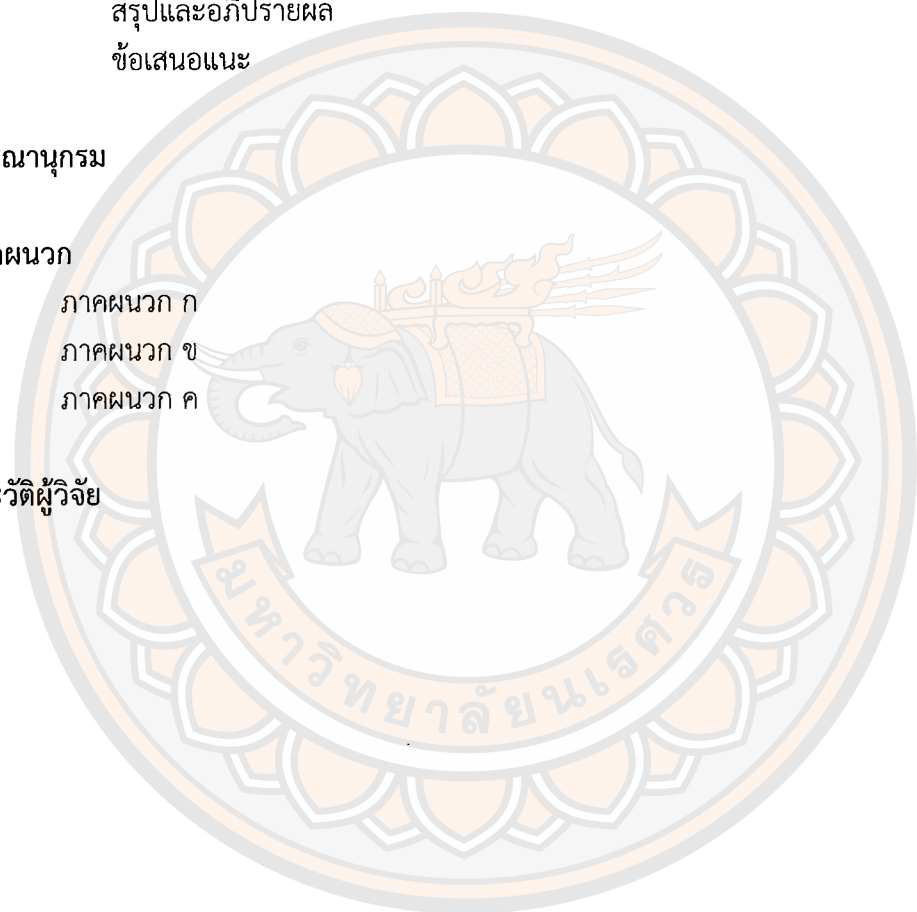 สรุปและอภิปรายผล
ข้อเสนอแนะ
ณานุกรม
ผนวก
ภาคผนวก ก
ภาคผนวก ข
ภาคผนวก ค
วัติผู้วิจัย
มหาวิทยาลัยนเรศวร